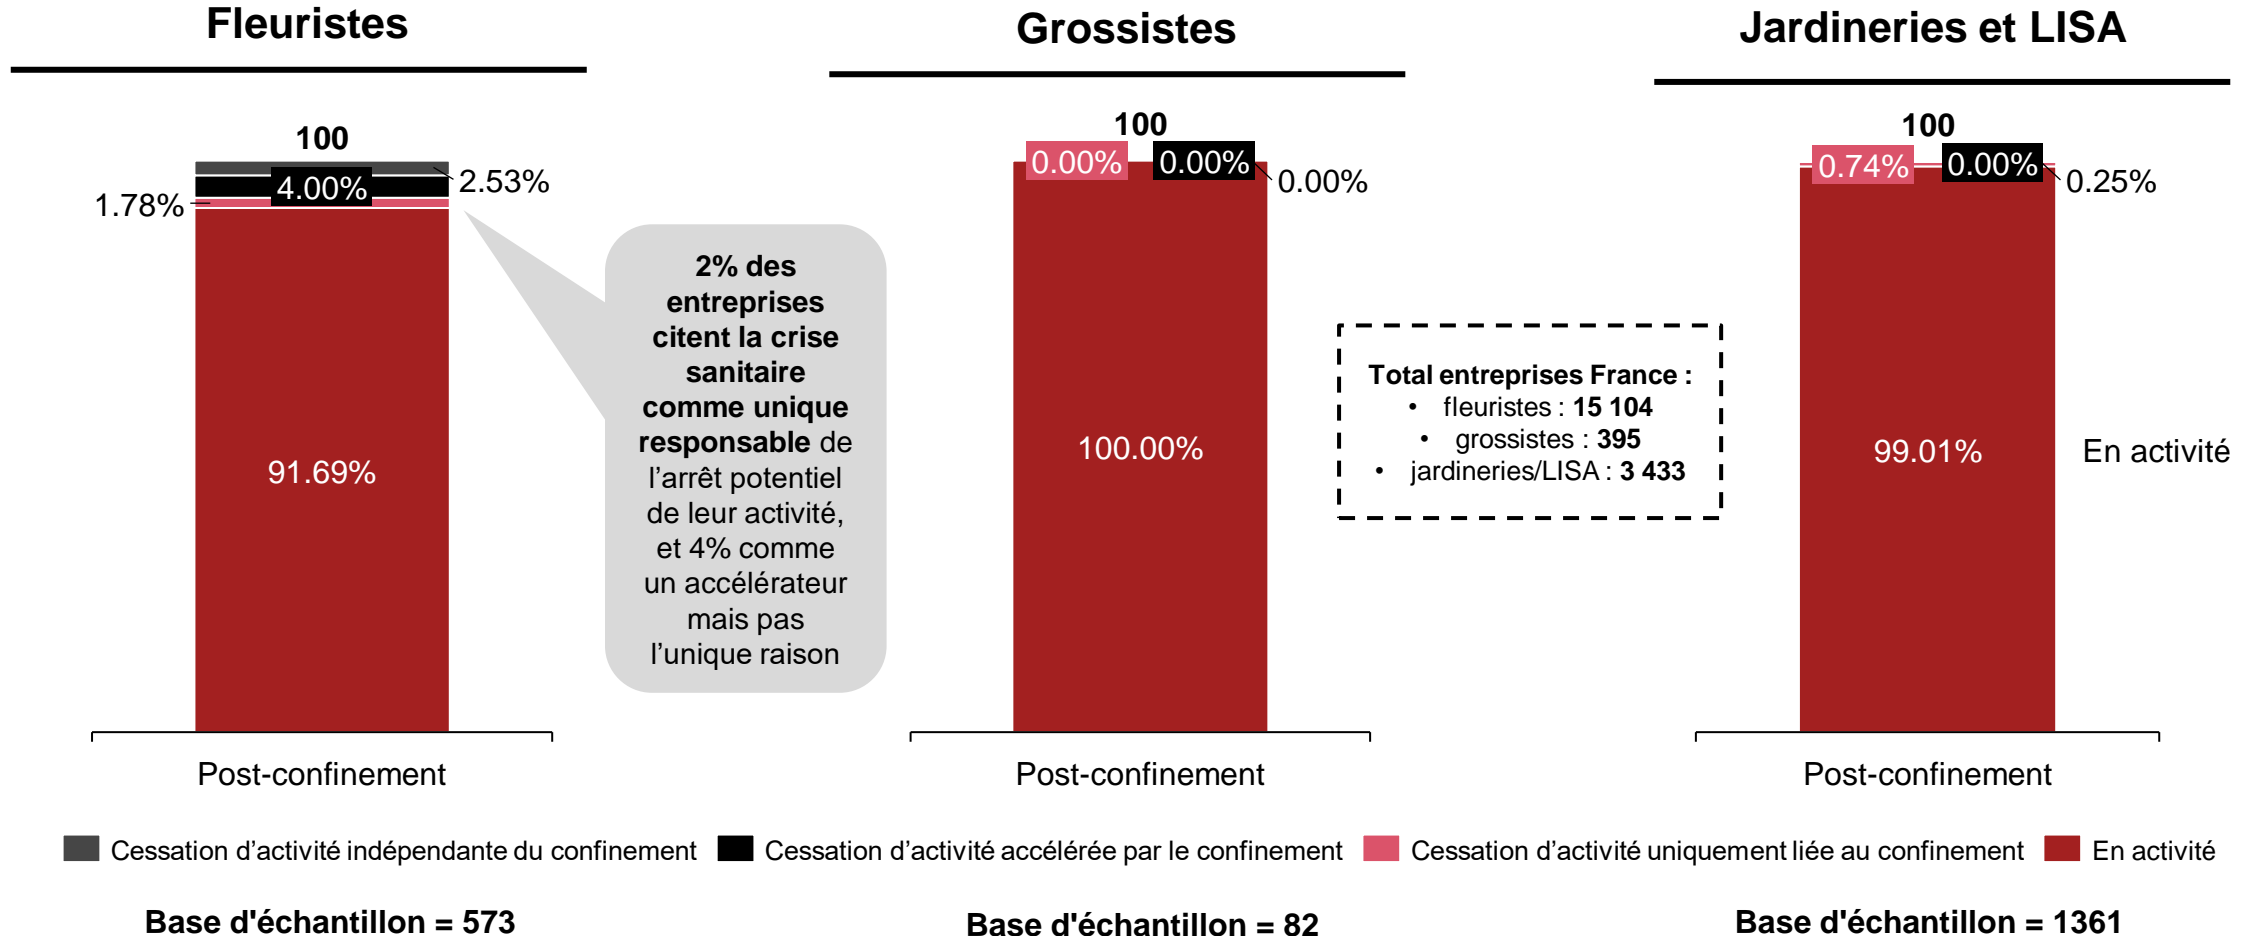 Fleuristes
100
2.53%
4.00%
1.78%
91.69%
Post-confinement
2% des
entreprises
citent la crise
sanitaire
comme unique
responsable de
l’arrêt potentiel
de leur activité,
et 4% comme
un accélérateur
mais pas
l’unique raison
Grossistes
100
0.00%
0.00%
0.00%
100.00%
Post-confinement
Total entreprises France :
• fleuristes : 15 104
• grossistes : 395
• jardineries/LISA : 3 433
Jardineries et LISA
100
0.74%
0.00%
0.25%
99.01%
En activité
Post-confinement
Cessation d’activité indépendante du confinement
Cessation d’activité accélérée par le confinement
Cessation d’activité uniquement liée au confinement
En activité
Base d'échantillon = 573
Base d'échantillon = 82
Base d'échantillon = 1361